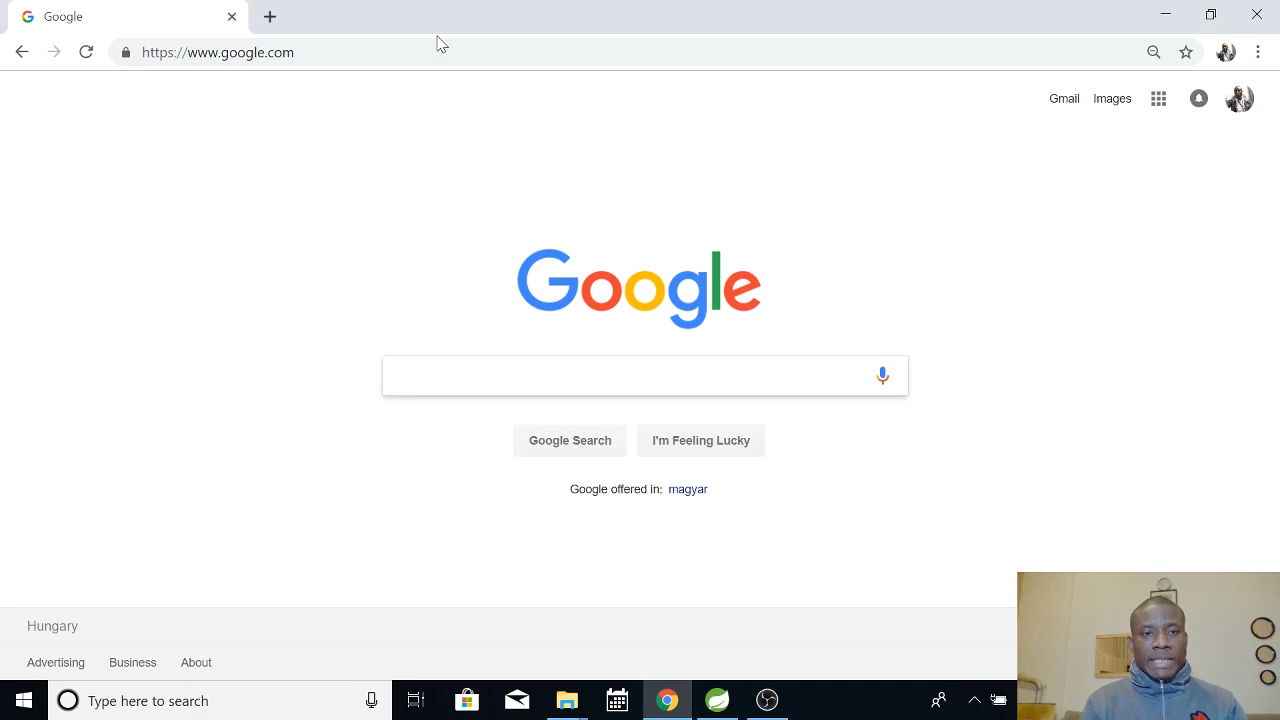 Google
https://www.google.com
Gmail Images
Google
Google Search I'm Feeling Lucky
Google offered in: magyar
Hungary
Advertising Business About
Type here to search